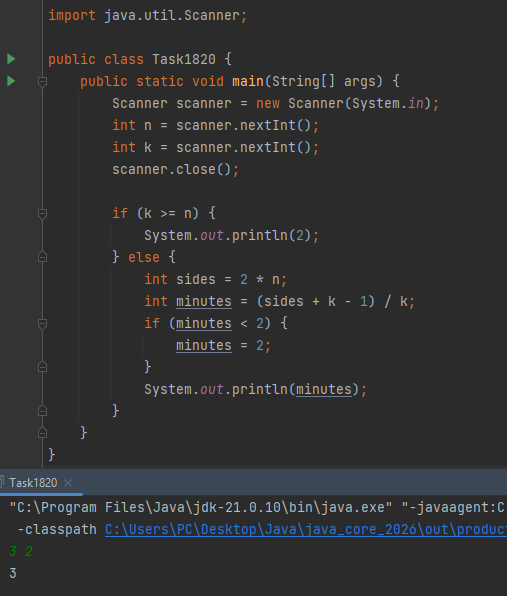 import java.util.Scanner;
public class Task1820 {
    public static void main(String[] args) {
        Scanner scanner = new Scanner(System.in);
        int n = scanner.nextInt();
        int k = scanner.nextInt();
        scanner.close();
        if (k >= n) {
            System.out.println(2);
        } else {
            int sides = 2 * n;
            int minutes = (sides + k - 1) / k;
            if (minutes < 2) {
                minutes = 2;
            }
            System.out.println(minutes);
        }
    }
}
Task1820 ×
"C:\Program Files\Java\jdk-21.0.10\bin\java.exe" "-javaagent:C
-classpath C:\Users\PC\Desktop\Java\java_core_2026\out\produc
3 2
3